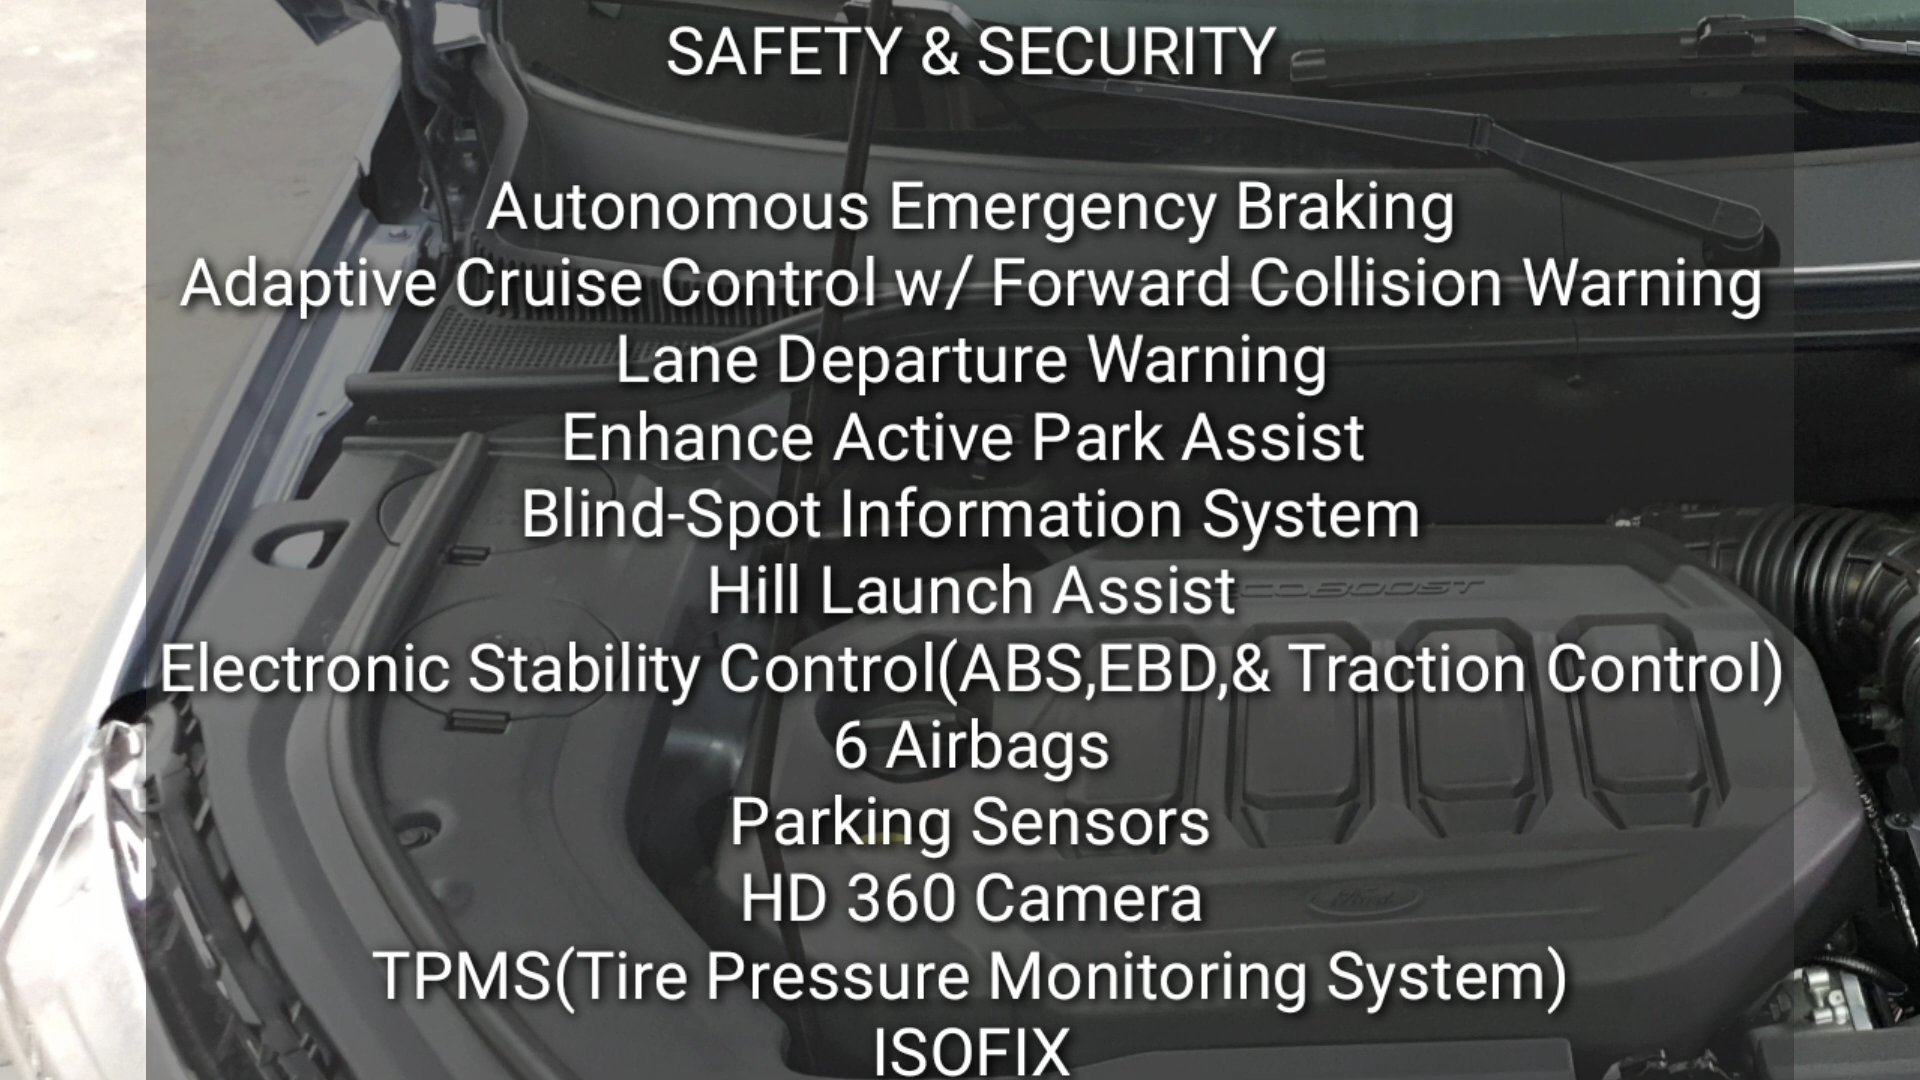 SAFETY & SECURITY
Autonomous Emergency Braking
Adaptive Cruise Control w/ Forward Collision Warning
Lane Departure Warning
Enhance Active Park Assist
Blind-Spot Information System
Hill Launch Assist
ECOBOOST
Electronic Stability Control(ABS,EBD,& Traction Control)
6 Airbags
Parking Sensors
HD 360 Camera
Ford
TPMS(Tire Pressure Monitoring System)
ISOFIX